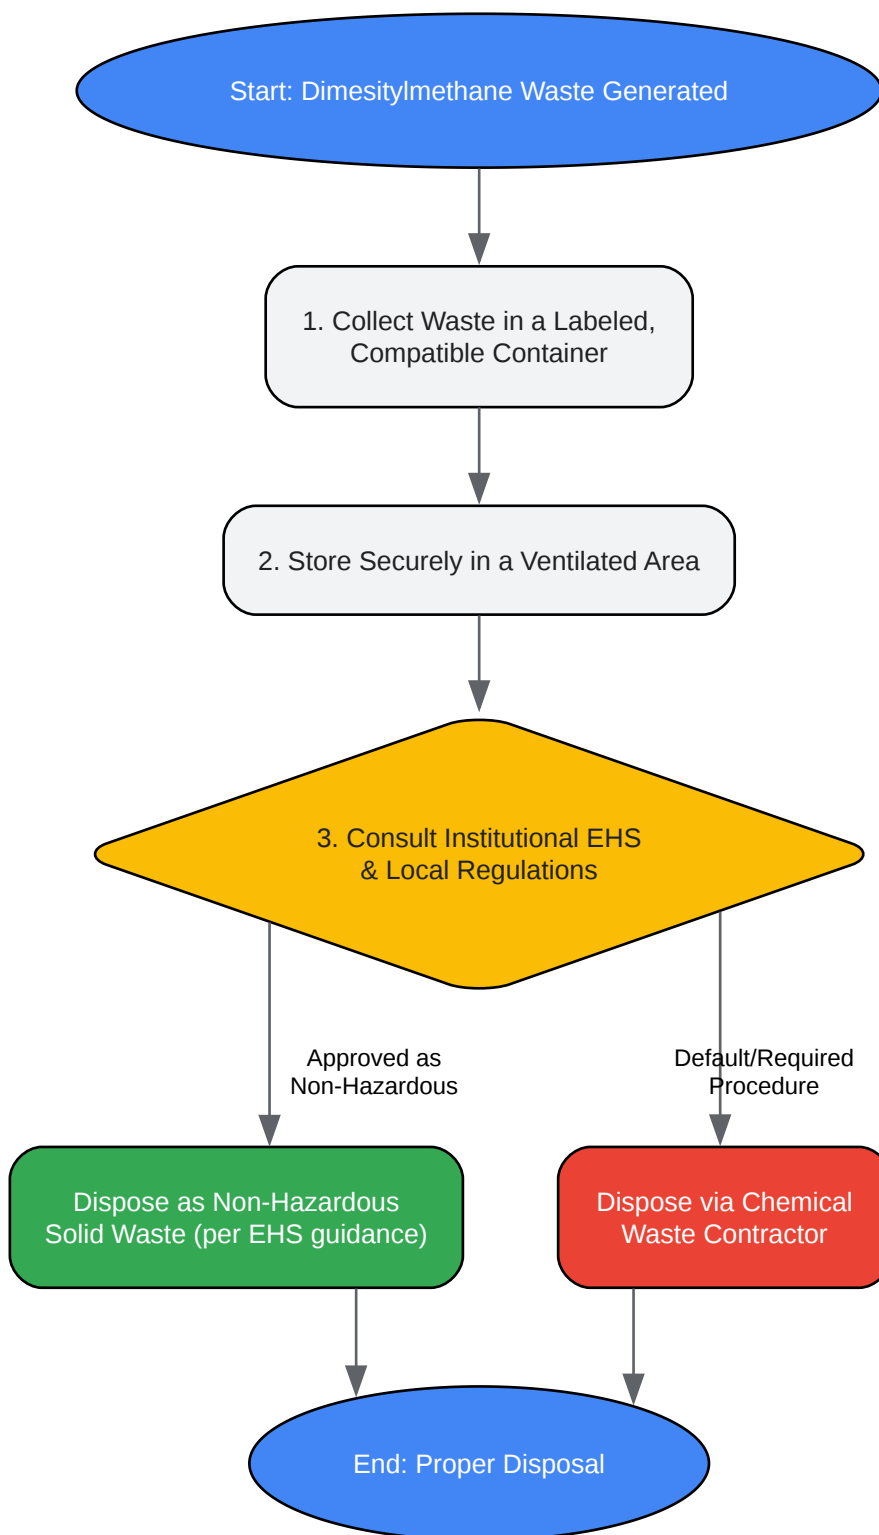 Start: Dimesitylmethane Waste Generated
1. Collect Waste in a Labeled,
Compatible Container
2. Store Securely in a Ventilated Area
3. Consult Institutional EHS
& Local Regulations
Approved as
Non-Hazardous
Default/Required
Procedure
Dispose as Non-Hazardous
Solid Waste (per EHS guidance)
Dispose via Chemical
Waste Contractor
End: Proper Disposal